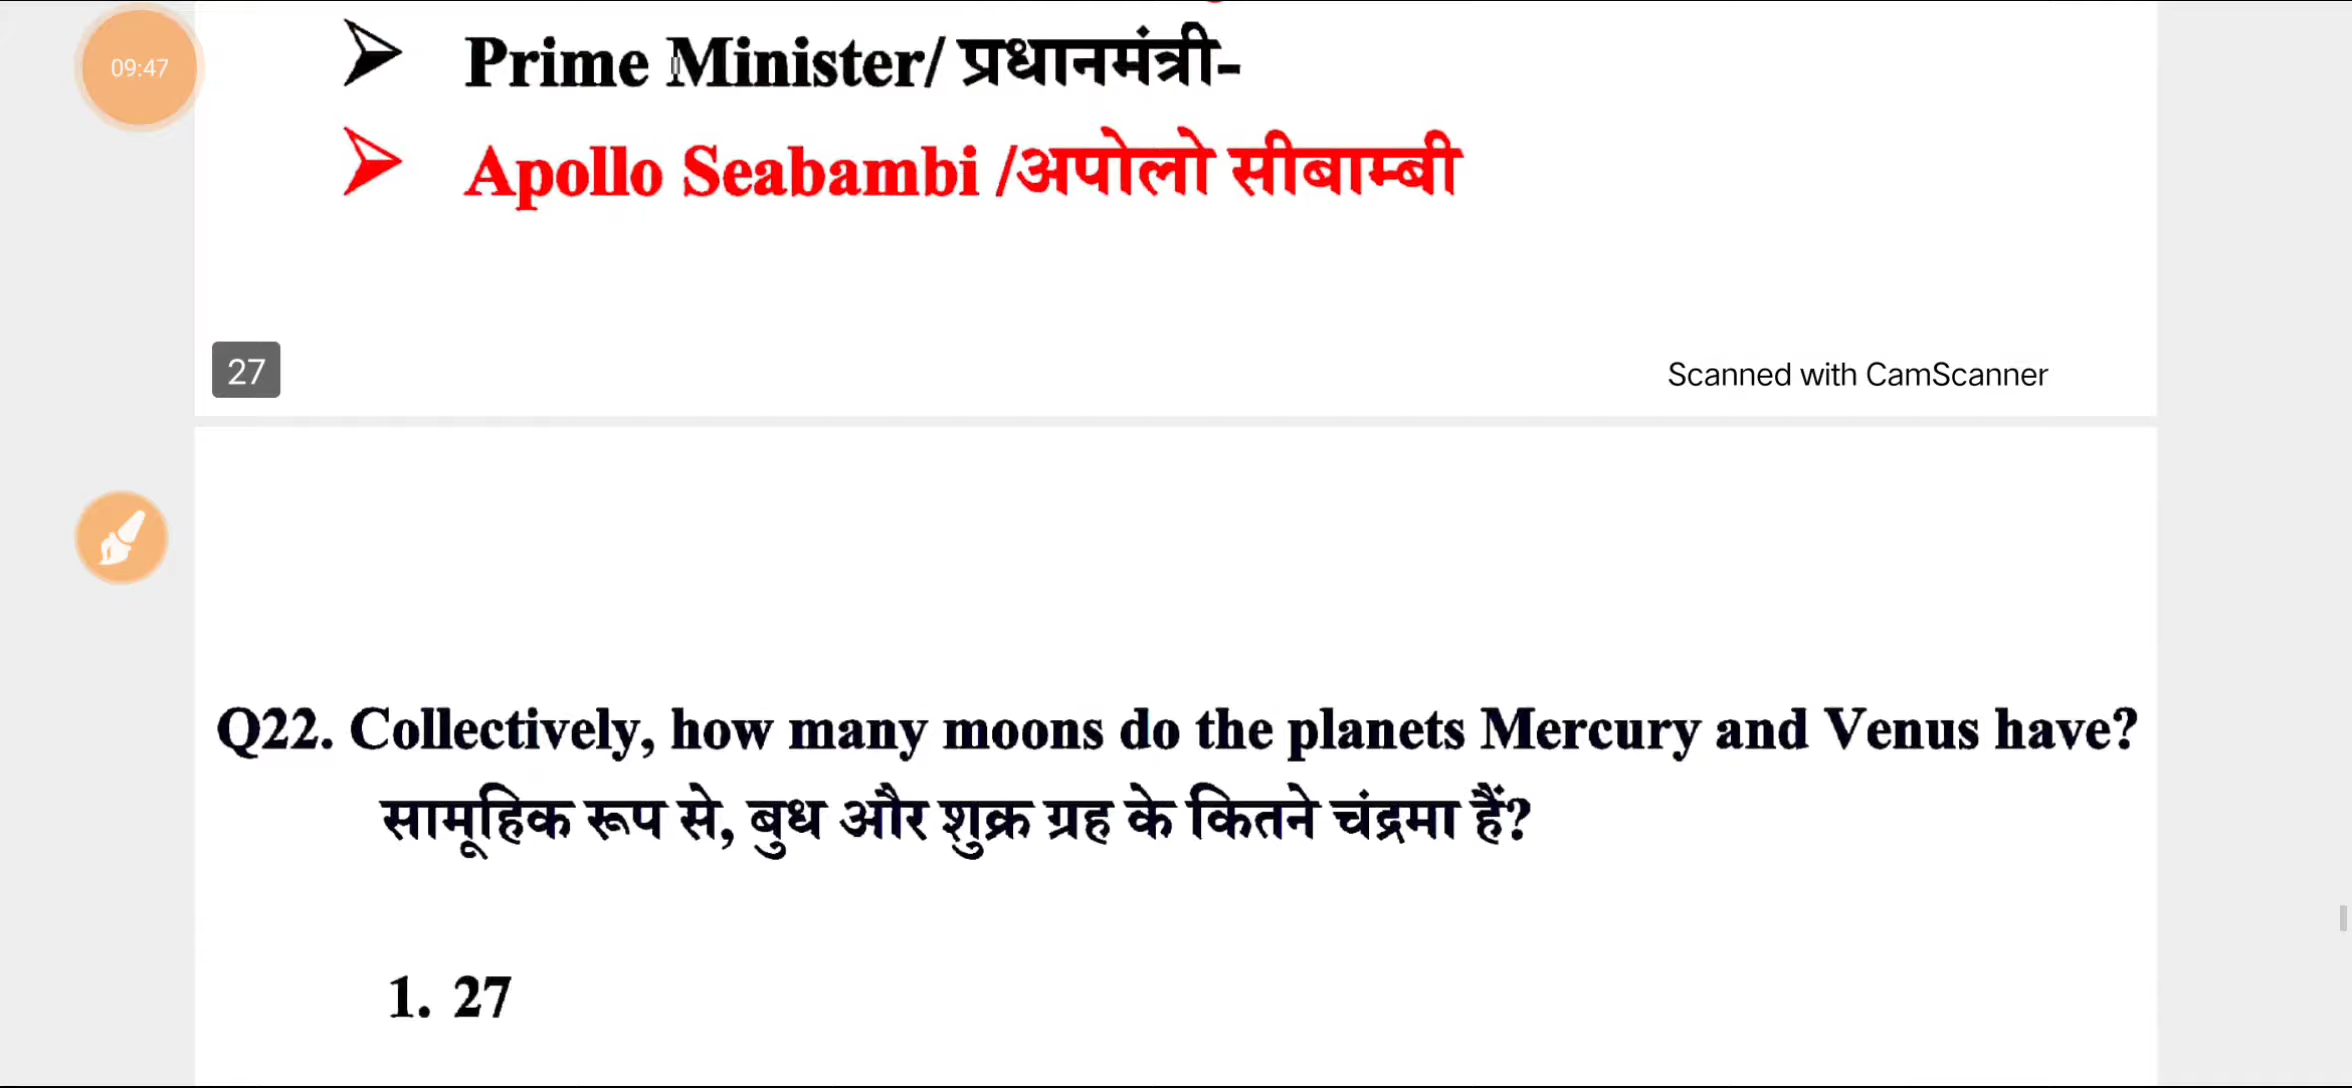 09:47
➢ Prime Minister/ प्रधानमंत्री-
➢ Apollo Seabambi /अपोलो सीबाम्बी
27
Scanned with CamScanner
Q22. Collectively, how many moons do the planets Mercury and Venus have?
सामूहिक रूप से, बुध और शुक्र ग्रह के कितने चंद्रमा हैं?
1. 27